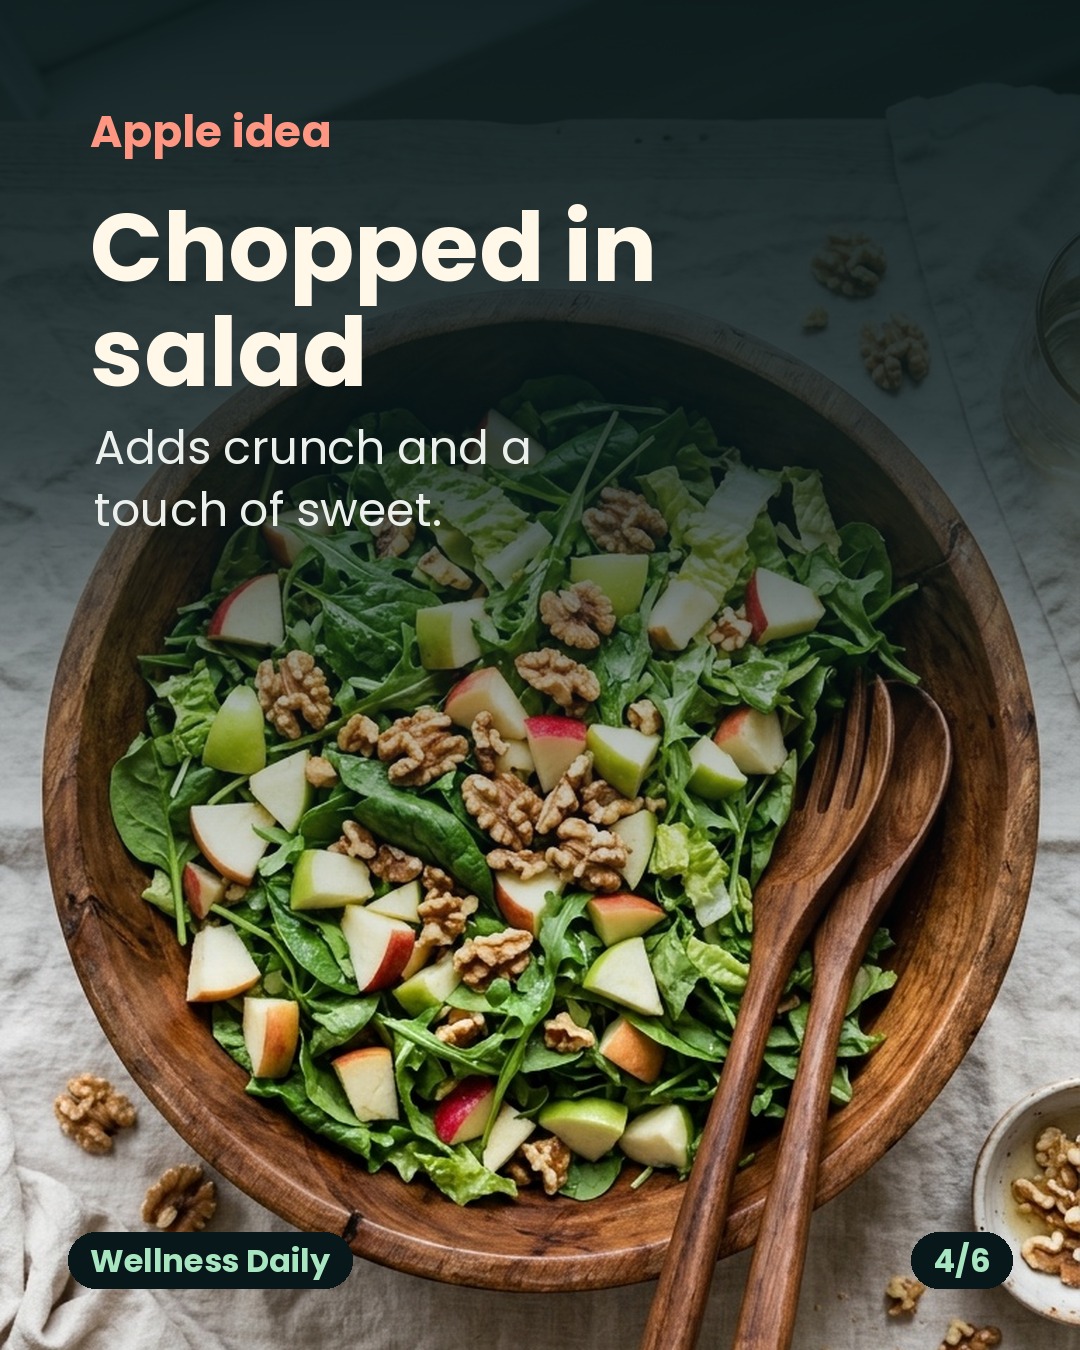 Apple idea
Chopped in
salad
Adds crunch and a
touch of sweet.
Wellness Daily
4/6